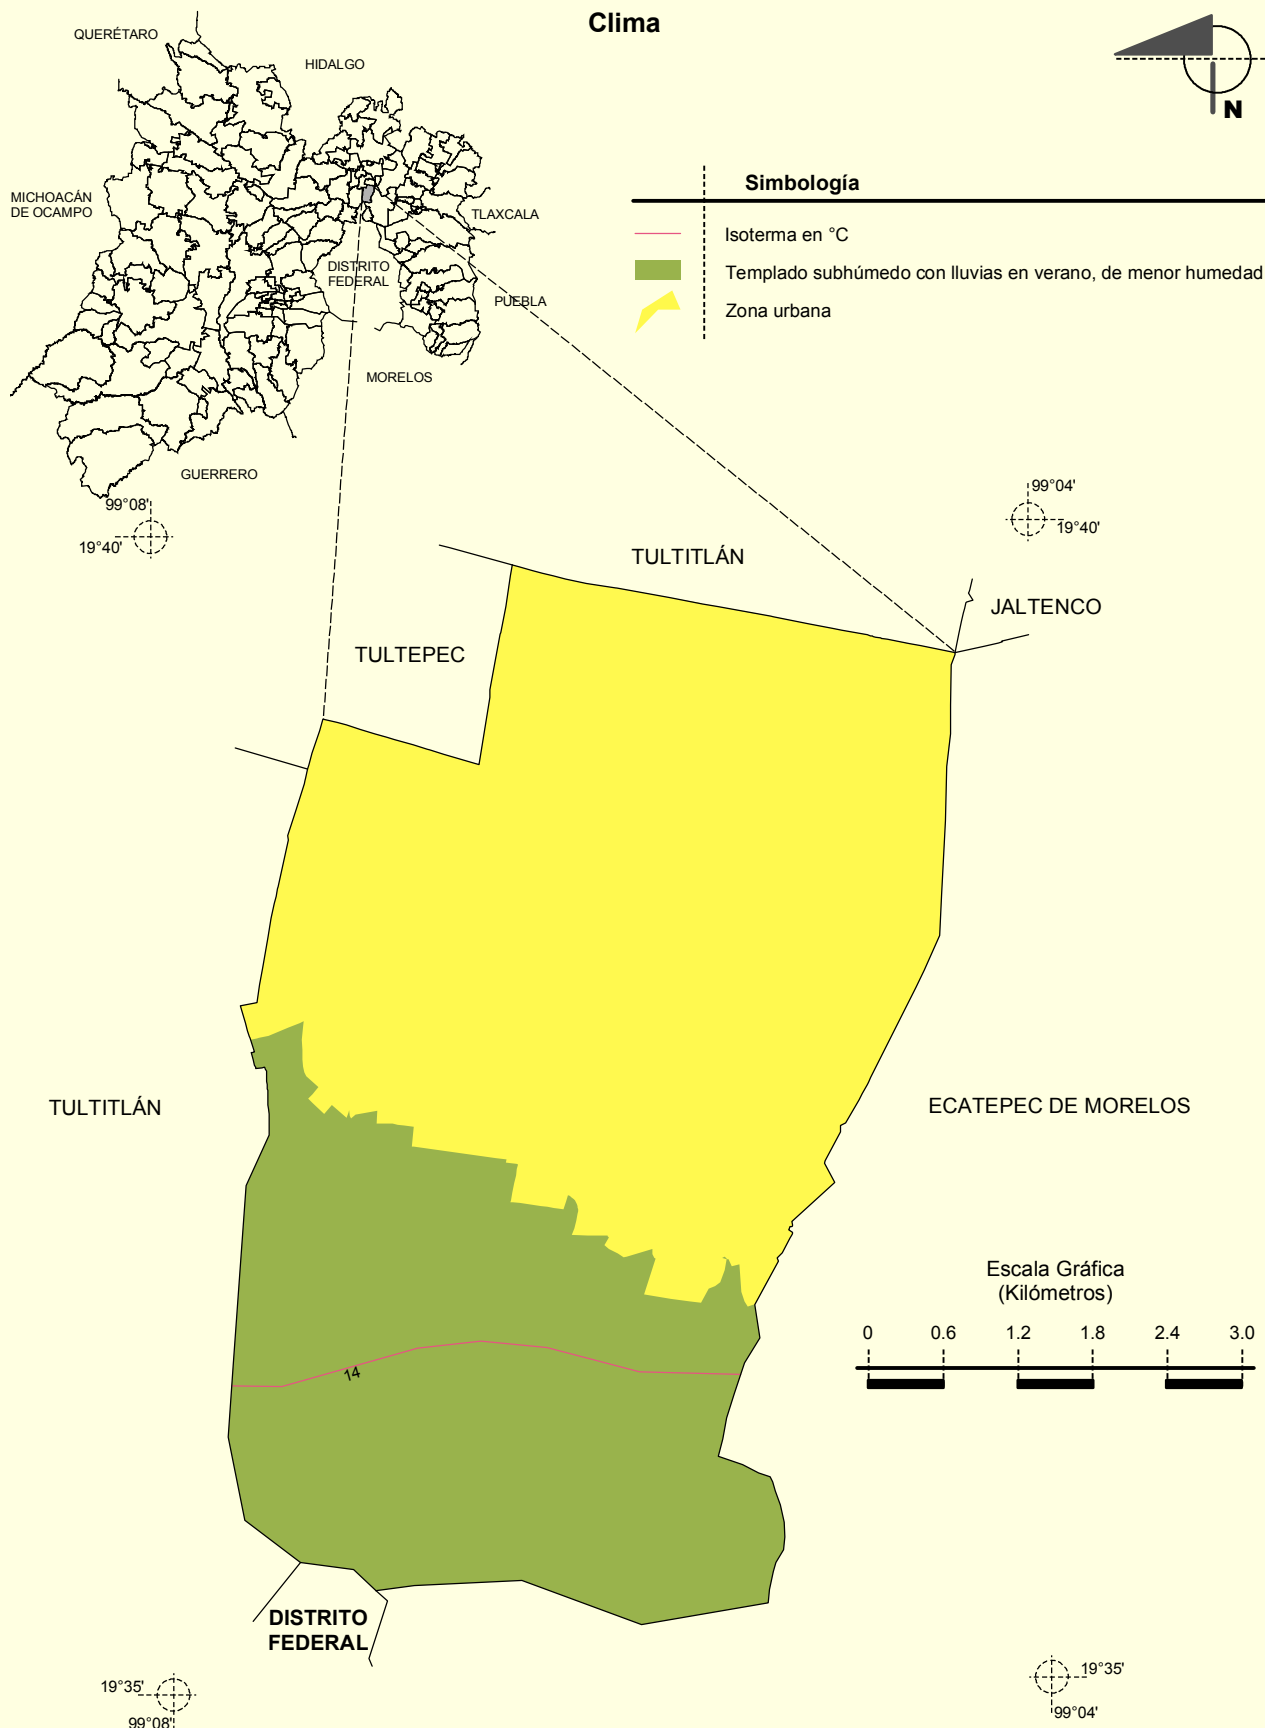 Clima
QUERÉTARO
HIDALGO
N
MICHOACÁN
DE OCAMPO
TLAXCALA
DISTRITO
FEDERAL
PUEBLA
MORELOS
GUERRERO
Simbología
Isoterma en °C
Templado subhúmedo con lluvias en verano, de menor humedad
Zona urbana
99°08'
19°40'
99°04'
19°40'
TULTITLÁN
JALTENCO
TULTEPEC
TULTITLÁN
ECATEPEC DE MORELOS
Escala Gráfica
(Kilómetros)
0 0.6 1.2 1.8 2.4 3.0
14
DISTRITO
FEDERAL
19°35'
99°08'
19°35'
99°04'